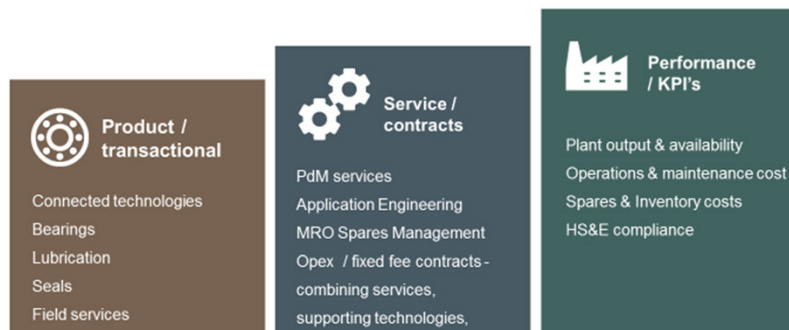 Product /
transactional
Connected technologies
Bearings
Lubrication
Seals
Field services
Service /
contracts
PdM services
Application Engineering
MRO Spares Management
Opex / fixed fee contracts -
combining services,
supporting technologies,
Performance
/ KPI's
Plant output & availability
Operations & maintenance cost
Spares & Inventory costs
HS&E compliance